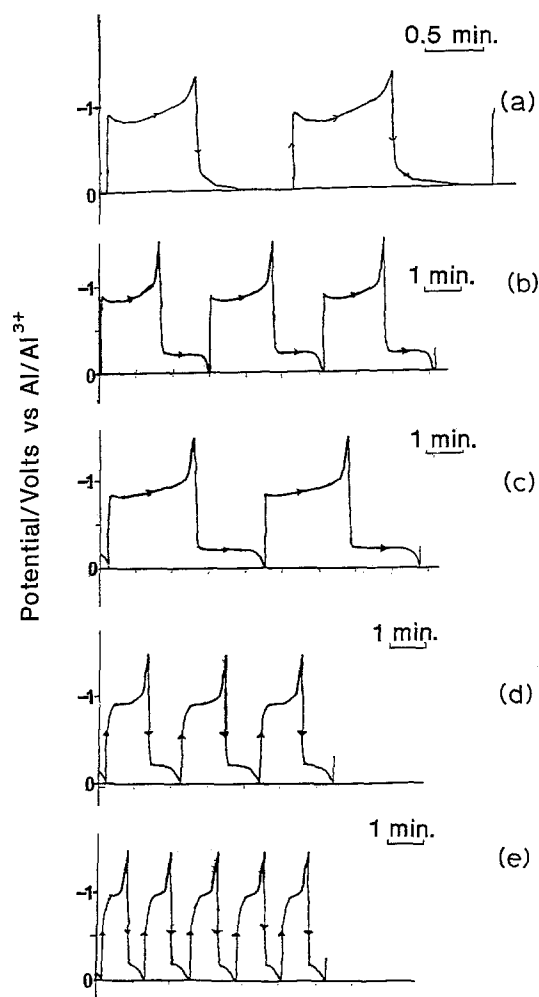 0.5 min.
-1
(a)
0
1 min.
-1
(b)
0
1 min.
-1
(c)
0
Potential/Volts vs Al/Al³⁺
1 min.
-1
(d)
0
1 min.
-1
(e)
0